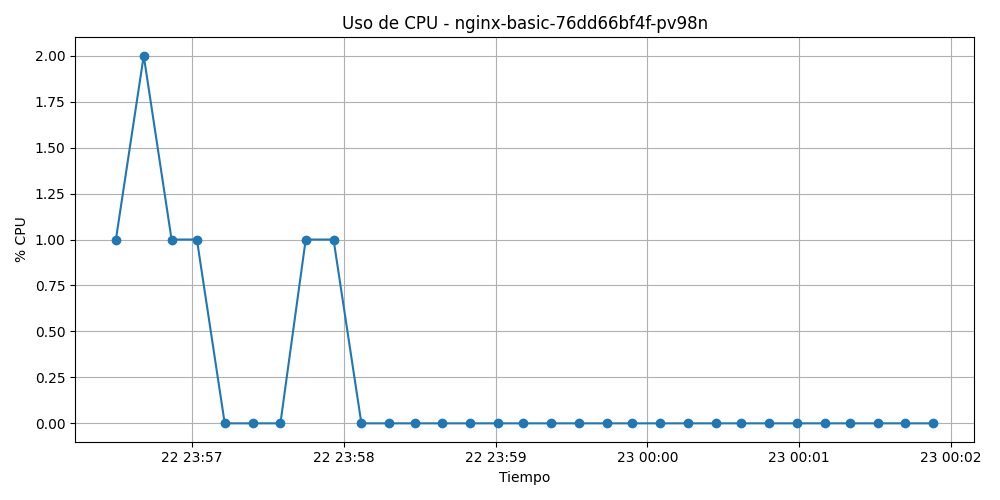 Uso de CPU - nginx-basic-76dd66bf4f-pv98n
2.00
1.75
1.50
1.25
1.00
0.75
0.50
0.25
0.00
% CPU
22 23:57 22 23:58 22 23:59 23 00:00 23 00:01 23 00:02
Tiempo